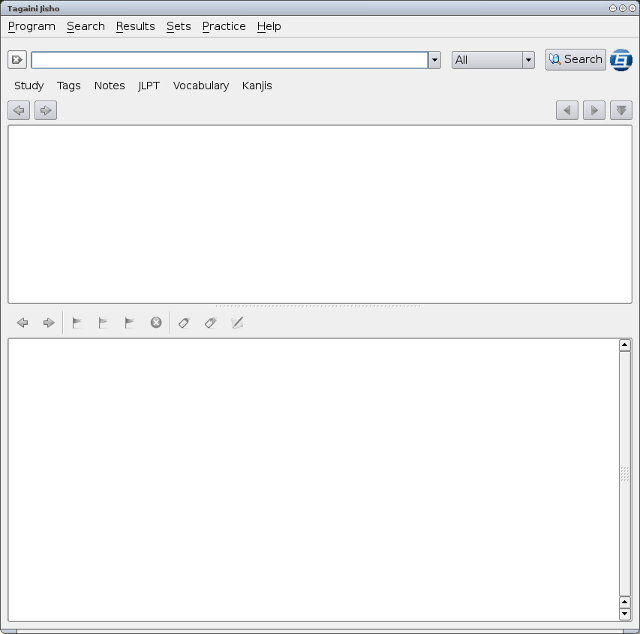 Tagaini Jisho
Program Search Results Sets Practice Help
All Search
Study Tags Notes JLPT Vocabulary Kanjis